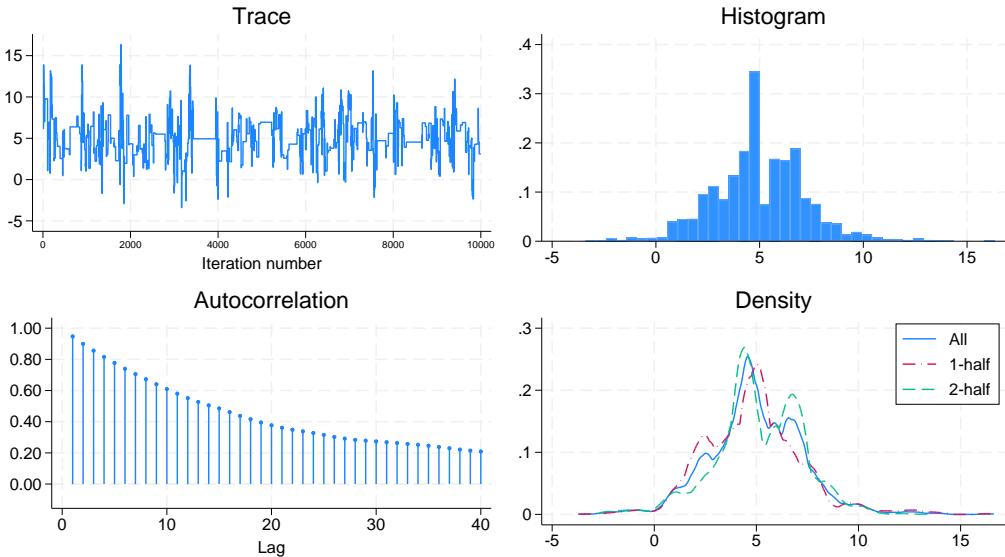 Trace
15
10
5
0
-5
0 2000 4000 6000 8000 10000
Iteration number
Histogram
.4
.3
.2
.1
0
-5 0 5 10 15
Autocorrelation
1.00
0.80
0.60
0.40
0.20
0.00
0 10 20 30 40
Lag
Density
.3
.2
.1
0
-5 0 5 10 15
All
1-half
2-half